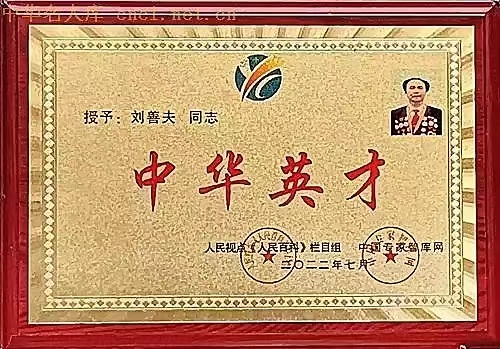 中华名人库 cnc1.net.cn
授予：刘善夫 同志
中华英才
人民视点《人民百科》栏目组 中国专家智库网
二〇二二年七月